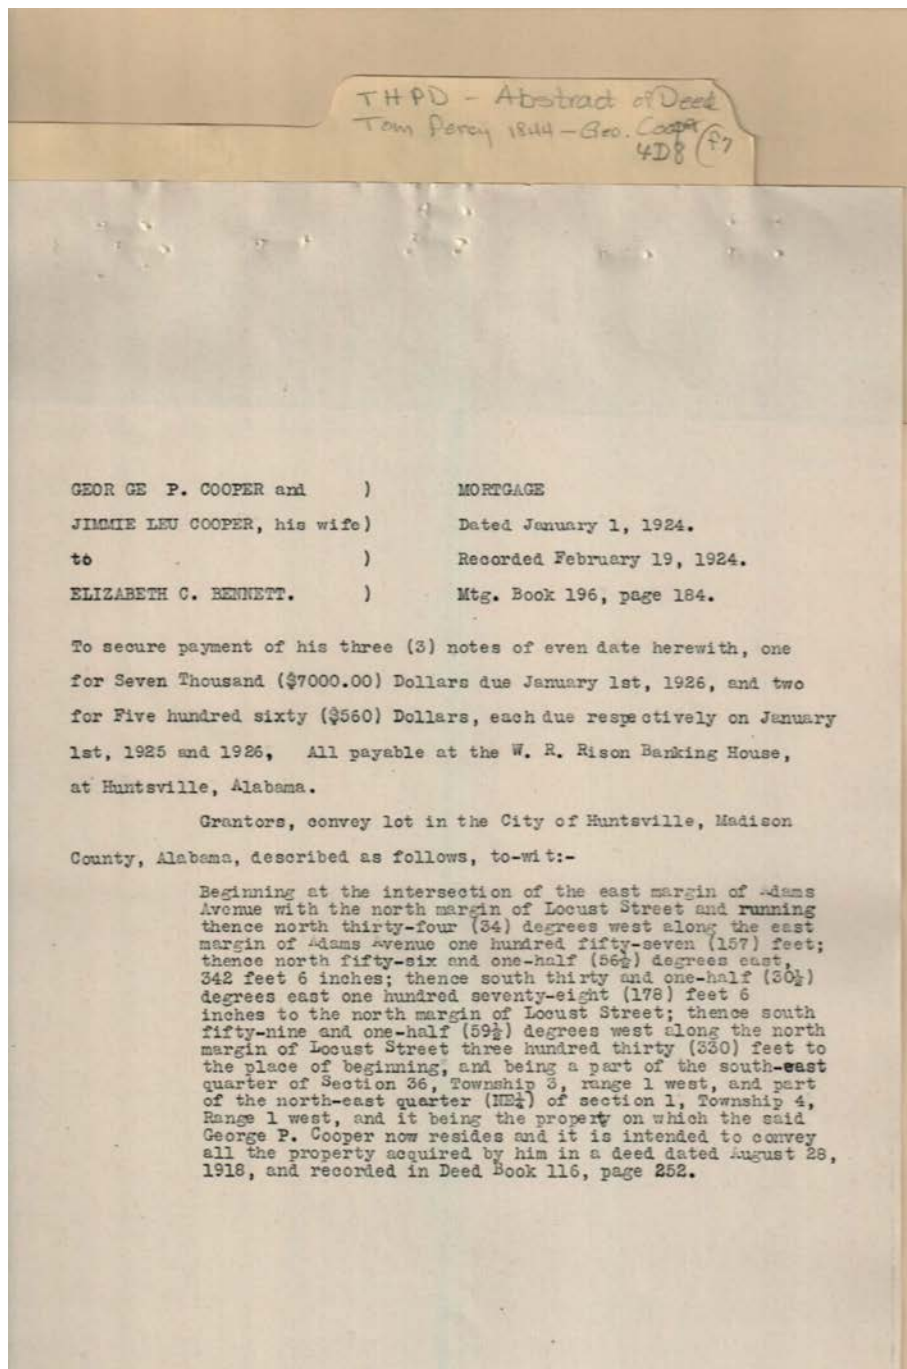 THPD - Abstract of Deed
Tom Percy 1844 - Geo. Cooper
4D8 F7
GEOR GE P. COOPER and ) MORTGAGE
JIMMIE LEU COOPER, his wife) Dated January 1, 1924.
to ) Recorded February 19, 1924.
ELIZABETH C. BENNETT. ) Mtg. Book 196, page 184.
To secure payment of his three (3) notes of even date herewith, one
for Seven Thousand ($7000.00) Dollars due January 1st, 1926, and two
for Five hundred sixty ($560) Dollars, each due respectively on January
1st, 1925 and 1926, All payable at the W. R. Rison Banking House,
at Huntsville, Alabama.
Grantors, convey lot in the City of Huntsville, Madison
County, Alabama, described as follows, to-wit:-
Beginning at the intersection of the east margin of Adams
Avenue with the north margin of Locust Street and running
thence north thirty-four (34) degrees west along the east
margin of Adams Avenue one hundred fifty-seven (157) feet;
thence north fifty-six and one-half (56½) degrees east,
342 feet 6 inches; thence south thirty and one-half (30½)
degrees east one hundred seventy-eight (178) feet 6
inches to the north margin of Locust Street; thence south
fifty-nine and one-half (59½) degrees west along the north
margin of Locust Street three hundred thirty (330) feet to
the place of beginning, and being a part of the south-east
quarter of Section 36, Township 3, range 1 west, and part
of the north-east quarter (NE¼) of section 1, Township 4,
Range 1 west, and it being the property on which the said
George P. Cooper now resides and it is intended to convey
all the property acquired by him in a deed dated August 28,
1918, and recorded in Deed Book 116, page 252.